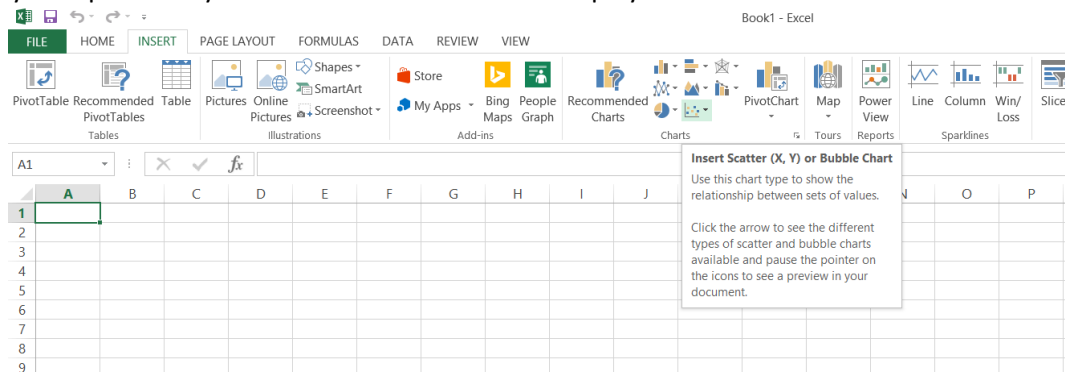 Book1 - Excel
FILE HOME INSERT PAGE LAYOUT FORMULAS DATA REVIEW VIEW
PivotTable
Recommended
PivotTables
Table
Tables
Pictures
Online
Pictures
Shapes
SmartArt
Screenshot
Illustrations
Store
My Apps
Bing
Maps
People
Graph
Add-ins
Recommended
Charts
PivotChart
Charts
Map
Tours
Power
View
Reports
Line
Column
Win/
Loss
Sparklines
Slice
A1
fx
Insert Scatter (X, Y) or Bubble Chart
Use this chart type to show the
relationship between sets of values.
Click the arrow to see the different
types of scatter and bubble charts
available and pause the pointer on
the icons to see a preview in your
document.
A B C D E F G H I J N O P
1
2
3
4
5
6
7
8
9